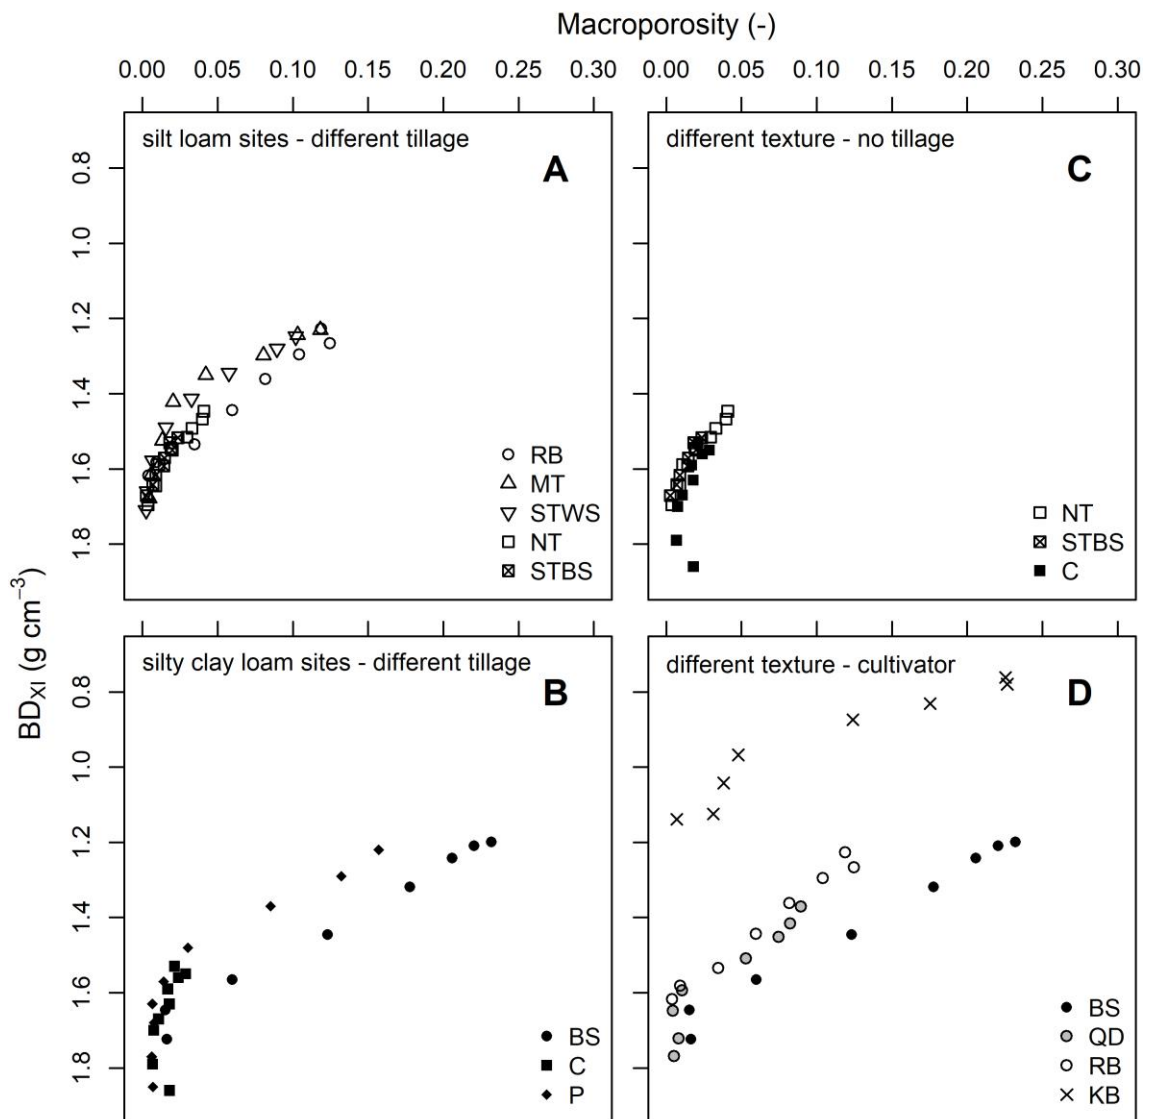 Macroporosity (-)
0.00 0.05 0.10 0.15 0.20 0.25 0.30
0.00 0.05 0.10 0.15 0.20 0.25 0.30
silt loam sites - different tillage
A
0.8
1.0
1.2
1.4
1.6
1.8
RB
MT
STWS
NT
STBS
different texture - no tillage
C
NT
STBS
C
BD_XI (g cm⁻³)
silty clay loam sites - different tillage
B
0.8
1.0
1.2
1.4
1.6
1.8
BS
C
P
different texture - cultivator
D
BS
QD
RB
KB